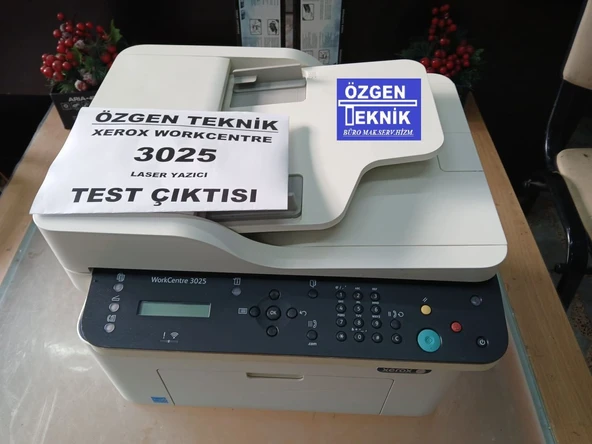 ÖZGEN TEKNİK
XEROX WORKCENTRE
3025
LASER YAZICI
TEST ÇIKTISI
ÖZGEN
TEKNİK
BÜRO MAK.SERV.HİZM.
WorkCentre 3025
OK
xerox